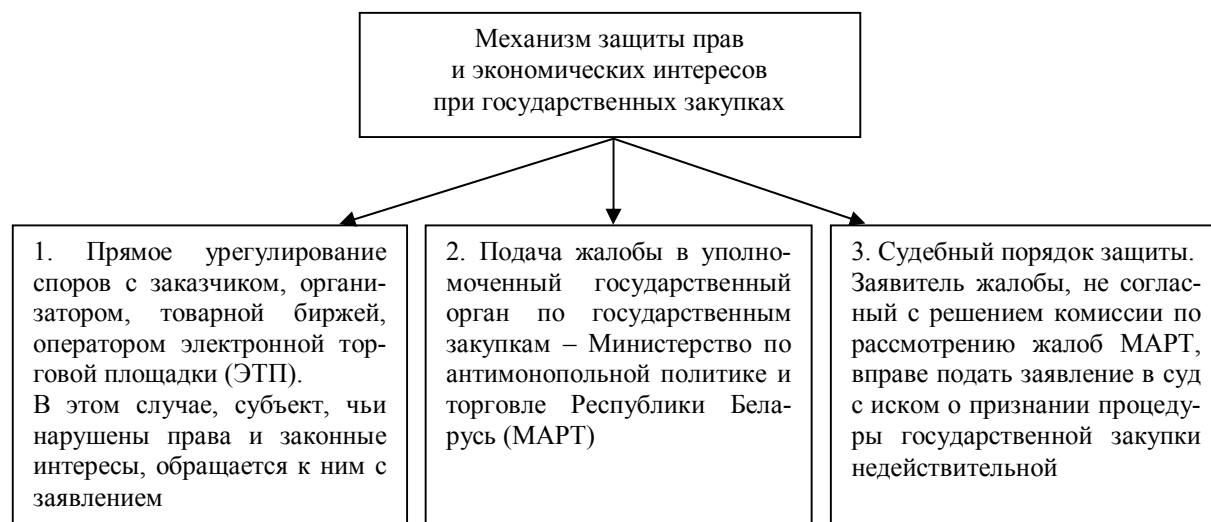 Механизм защиты прав
и экономических интересов
при государственных закупках
1. Прямое урегулирование
споров с заказчиком, органи-
затором, товарной биржей,
оператором электронной тор-
говой площадки (ЭТП).
В этом случае, субъект, чьи
нарушены права и законные
интересы, обращается к ним с
заявлением
2. Подача жалобы в уполно-
моченный государственный
орган по государственным
закупкам – Министерство по
антимонопольной политике и
торговле Республики Бела-
русь (МАРТ)
3. Судебный порядок защиты.
Заявитель жалобы, не соглас-
ный с решением комиссии по
рассмотрению жалоб МАРТ,
вправе подать заявление в суд
с иском о признании процеду-
ры государственной закупки
недействительной